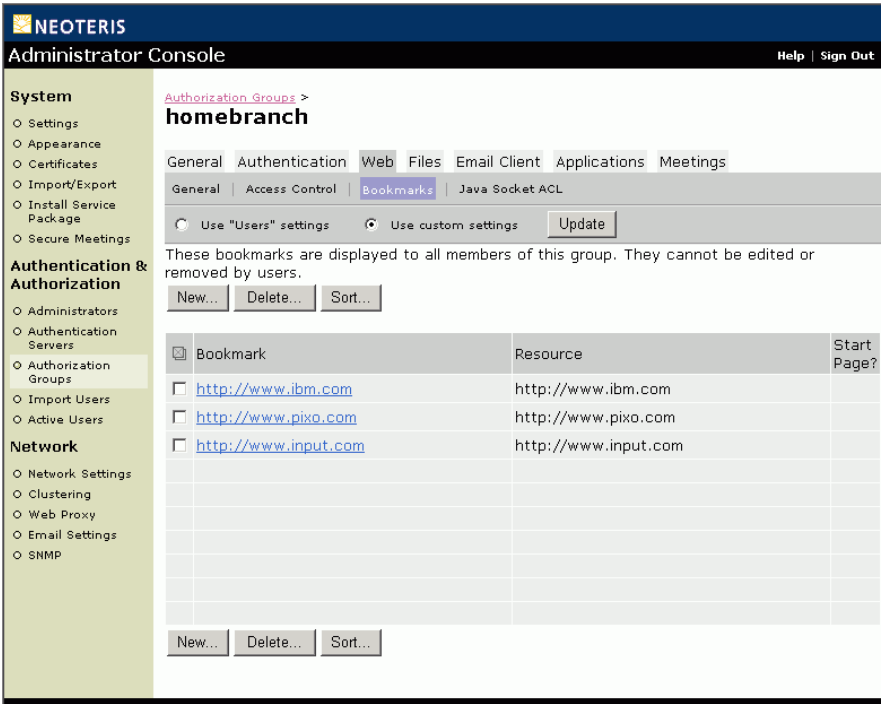 NEOTERIS
Administrator Console
Help | Sign Out
System
Settings
Appearance
Certificates
Import/Export
Install Service
Package
Secure Meetings
Authentication &
Authorization
Administrators
Authentication
Servers
Authorization
Groups
Import Users
Active Users
Network
Network Settings
Clustering
Web Proxy
Email Settings
SNMP
Authorization Groups >
homebranch
General Authentication Web Files Email Client Applications Meetings
General | Access Control | Bookmarks | Java Socket ACL
Use "Users" settings Use custom settings Update
These bookmarks are displayed to all members of this group. They cannot be edited or
removed by users.
New... Delete... Sort...
Bookmark Resource Start
Page?
http://www.ibm.com http://www.ibm.com
http://www.pixo.com http://www.pixo.com
http://www.input.com http://www.input.com
New... Delete... Sort...